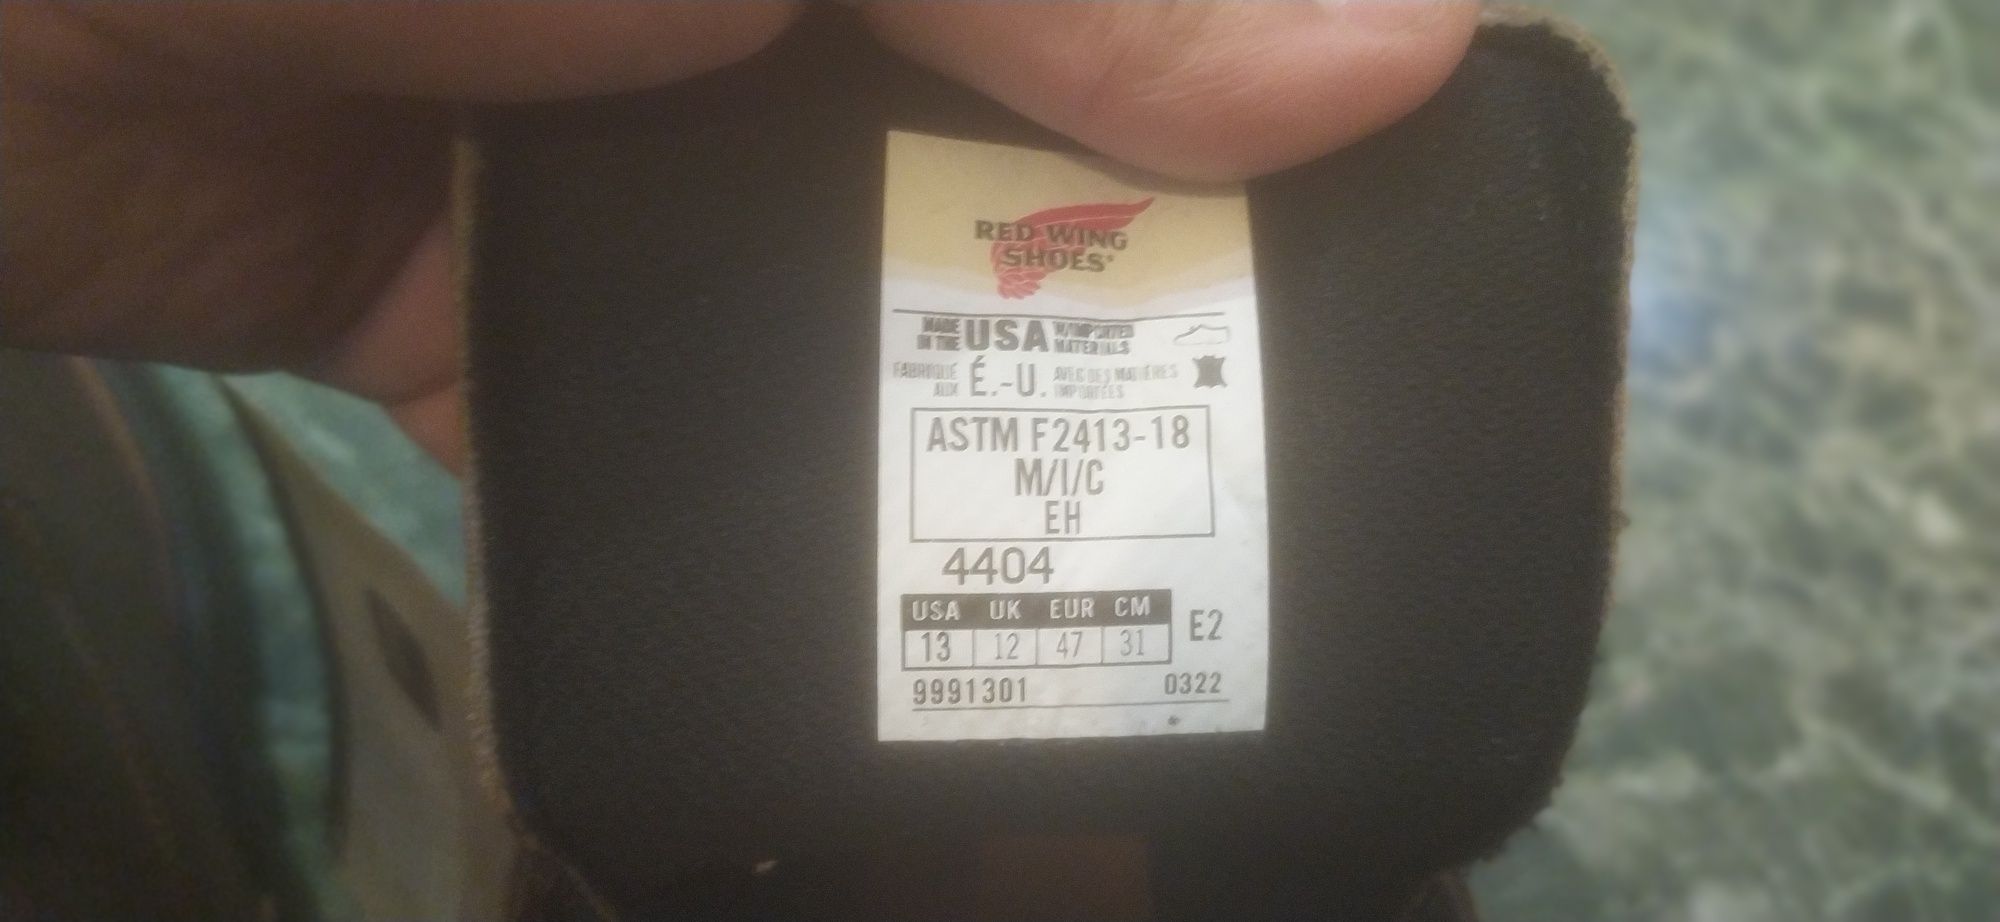 RED WING
SHOES®
MADE IN THE USA W/IMPORTED MATERIALS
FABRIQUÉ AUX É.-U. AVEC DES MATIÈRES IMPORTÉES
ASTM F2413-18
M/I/C
EH
4404
USA UK EUR CM
13 12 47 31 E2
9991301 0322